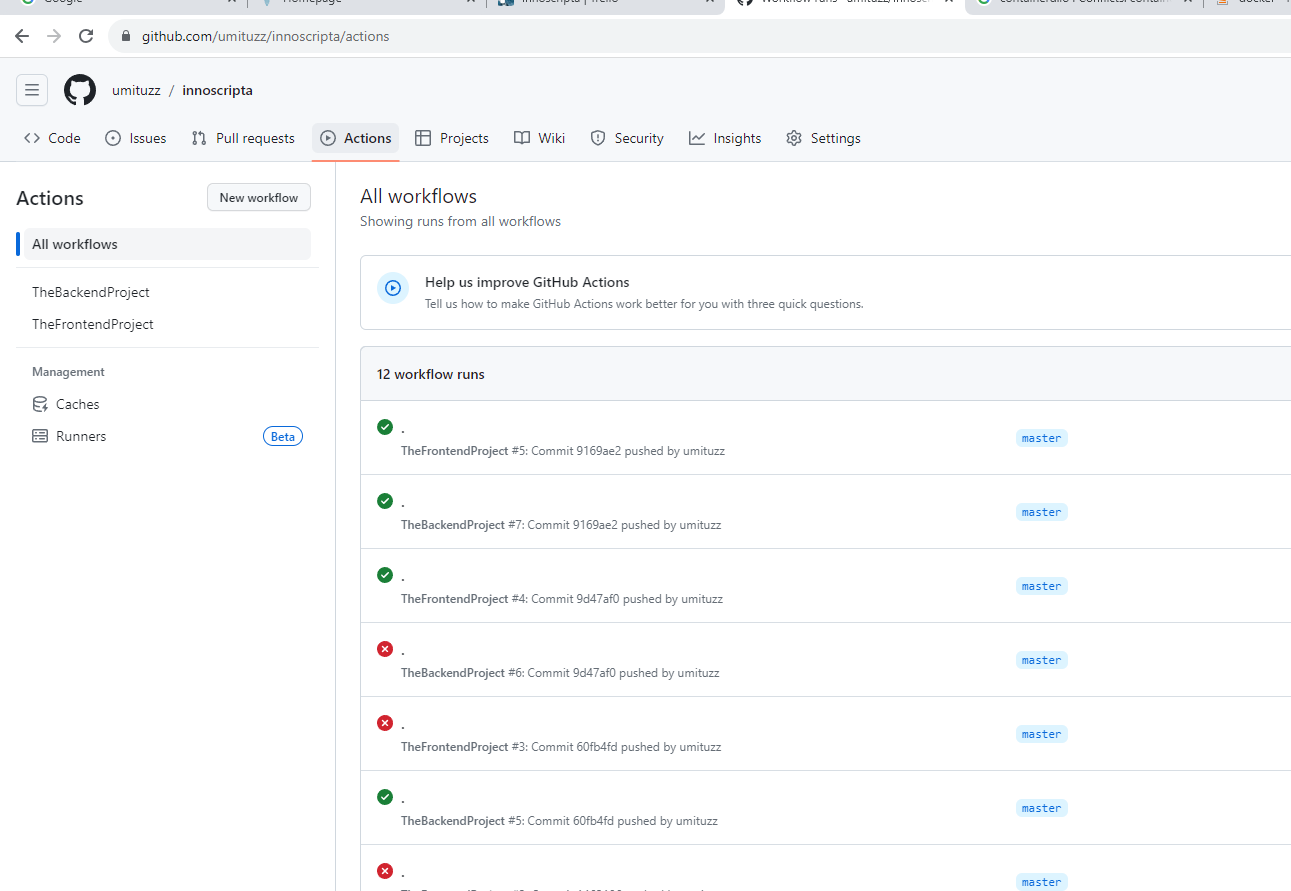 Google
Homepage
Innoscripta | Trello
Workflow runs · umituzz/innoscri
docker
github.com/umituzz/innoscripta/actions
umituzz / innoscripta
Code Issues Pull requests Actions Projects Wiki Security Insights Settings
Actions
New workflow
All workflows
TheBackendProject
TheFrontendProject
Management
Caches
Runners Beta
All workflows
Showing runs from all workflows
Help us improve GitHub Actions
Tell us how to make GitHub Actions work better for you with three quick questions.
12 workflow runs
.
TheFrontendProject #5: Commit 9169ae2 pushed by umituzz
master
.
TheBackendProject #7: Commit 9169ae2 pushed by umituzz
master
.
TheFrontendProject #4: Commit 9d47af0 pushed by umituzz
master
.
TheBackendProject #6: Commit 9d47af0 pushed by umituzz
master
.
TheFrontendProject #3: Commit 60fb4fd pushed by umituzz
master
.
TheBackendProject #5: Commit 60fb4fd pushed by umituzz
master
.
master